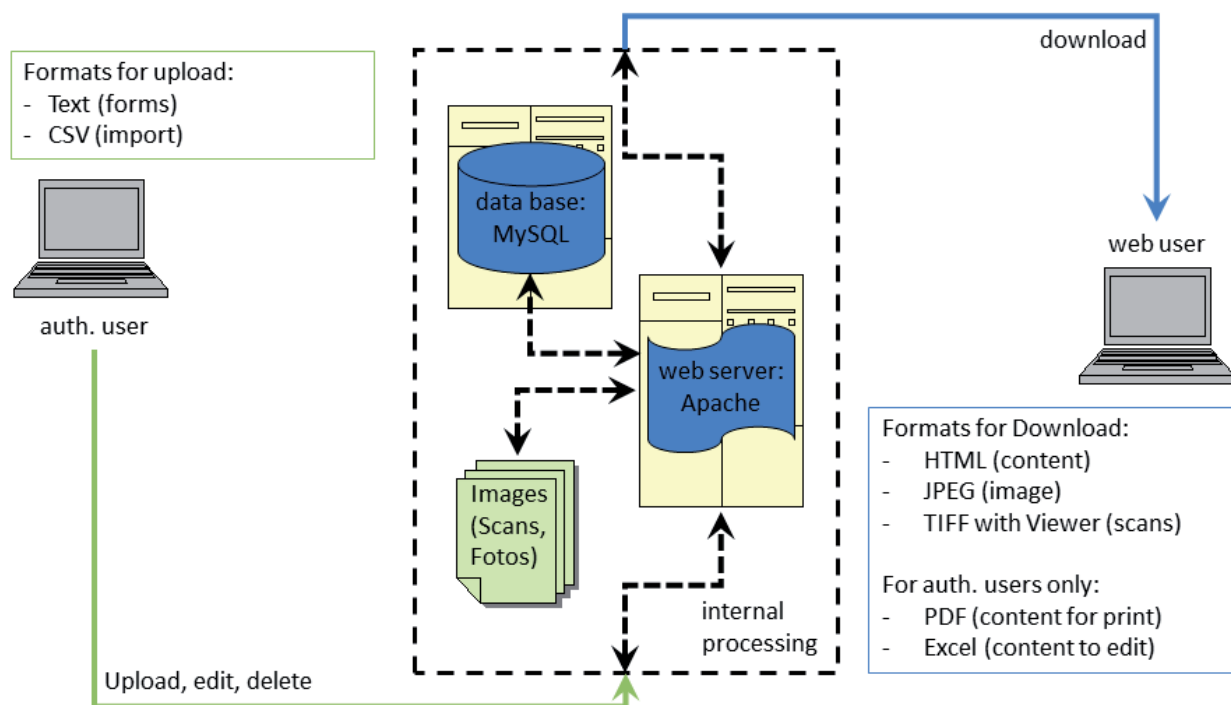 Formats for upload:
- Text (forms)
- CSV (import)
auth. user
Upload, edit, delete
data base:
MySQL
web server:
Apache
Images
(Scans,
Fotos)
internal
processing
download
web user
Formats for Download:
- HTML (content)
- JPEG (image)
- TIFF with Viewer (scans)
For auth. users only:
- PDF (content for print)
- Excel (content to edit)